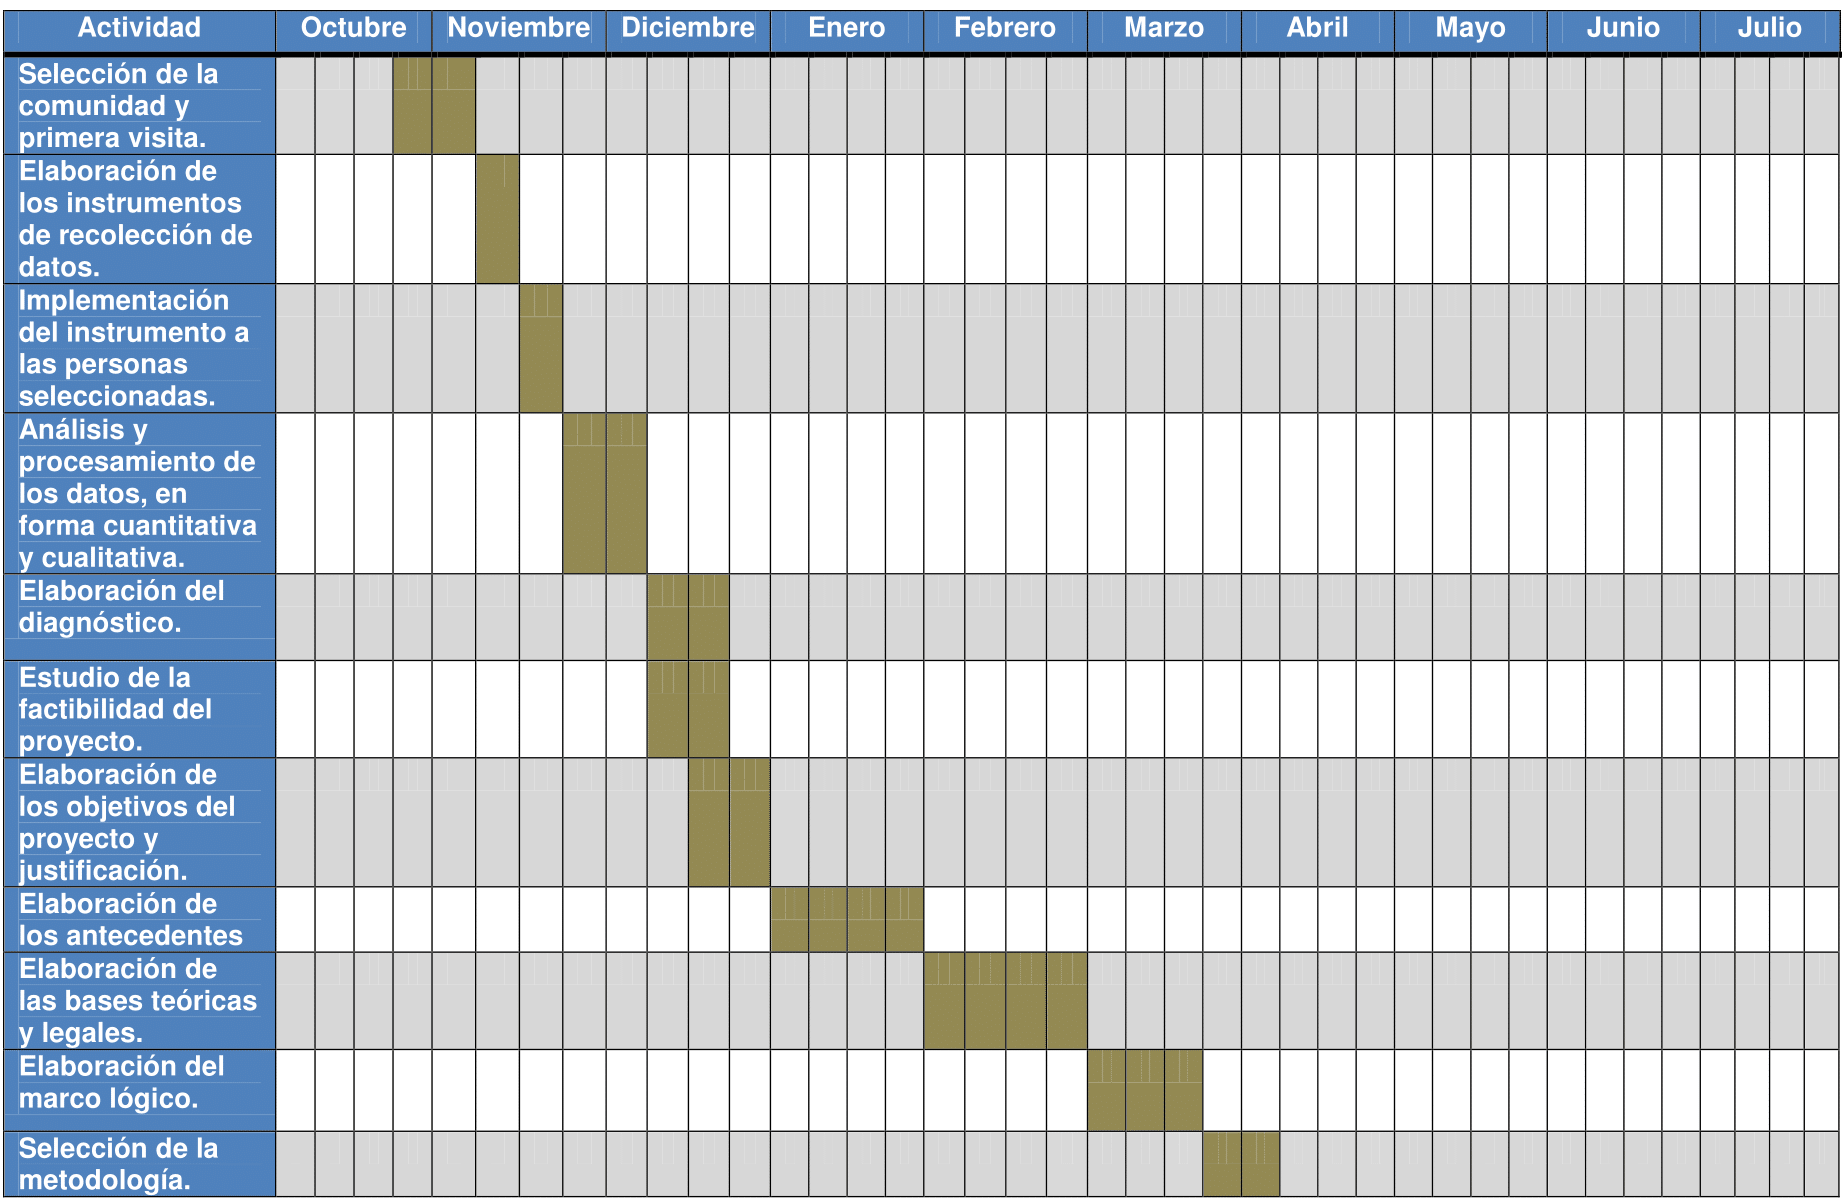 Actividad Octubre Noviembre Diciembre Enero Febrero Marzo Abril Mayo Junio Julio
Selección de la
comunidad y
primera visita.
Elaboración de
los instrumentos
de recolección de
datos.
Implementación
del instrumento a
las personas
seleccionadas.
Análisis y
procesamiento de
los datos, en
forma cuantitativa
y cualitativa.
Elaboración del
diagnóstico.
Estudio de la
factibilidad del
proyecto.
Elaboración de
los objetivos del
proyecto y
justificación.
Elaboración de
los antecedentes
Elaboración de
las bases teóricas
y legales.
Elaboración del
marco lógico.
Selección de la
metodología.